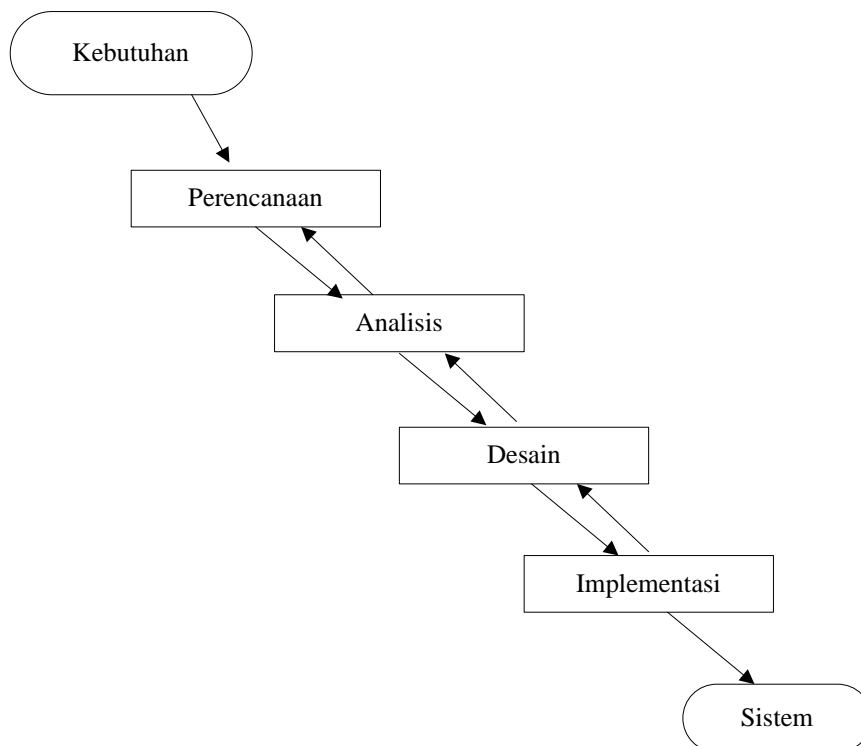 Kebutuhan
Perencanaan
Analisis
Desain
Implementasi
Sistem